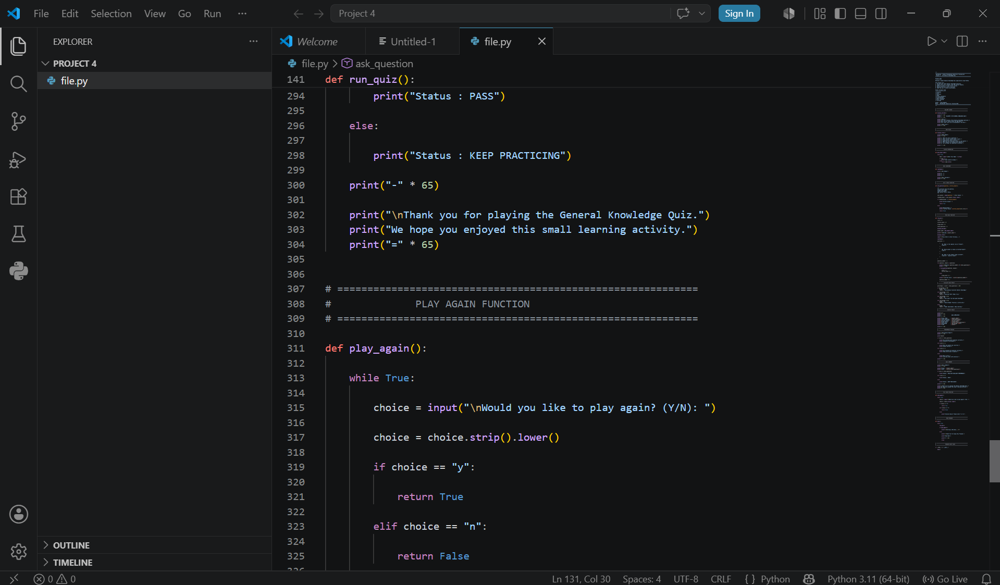 File Edit Selection View Go Run ··· Project 4 Sign In
EXPLORER
Welcome Untitled-1 file.py
PROJECT 4
file.py
file.py > ask_question
141 def run_quiz():
294 print("Status : PASS")
295
296 else:
297
298 print("Status : KEEP PRACTICING")
299
300 print("-" * 65)
301
302 print("\nThank you for playing the General Knowledge Quiz.")
303 print("We hope you enjoyed this small learning activity.")
304 print("=" * 65)
305
306
307 # ============================================================
308 # PLAY AGAIN FUNCTION
309 # ============================================================
310
311 def play_again():
312
313 while True:
314
315 choice = input("\nWould you like to play again? (Y/N): ")
316
317 choice = choice.strip().lower()
318
319 if choice == "y":
320
321 return True
322
323 elif choice == "n":
324
325 return False
OUTLINE
TIMELINE
0 0 Ln 131, Col 30 Spaces: 4 UTF-8 CRLF { } Python Python 3.11 (64-bit) Go Live